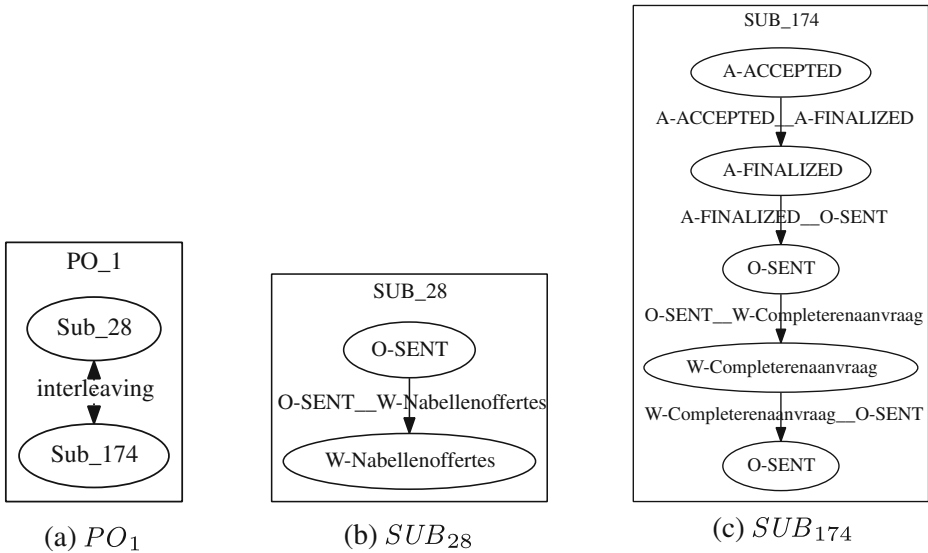 PO_1
Sub_28
interleaving
Sub_174
(a) PO1
SUB_28
O-SENT
O-SENT__W-Nabellenoffertes
W-Nabellenoffertes
(b) SUB28
SUB_174
A-ACCEPTED
A-ACCEPTED__A-FINALIZED
A-FINALIZED
A-FINALIZED__O-SENT
O-SENT
O-SENT__W-Completerenaanvraag
W-Completerenaanvraag
W-Completerenaanvraag__O-SENT
O-SENT
(c) SUB174